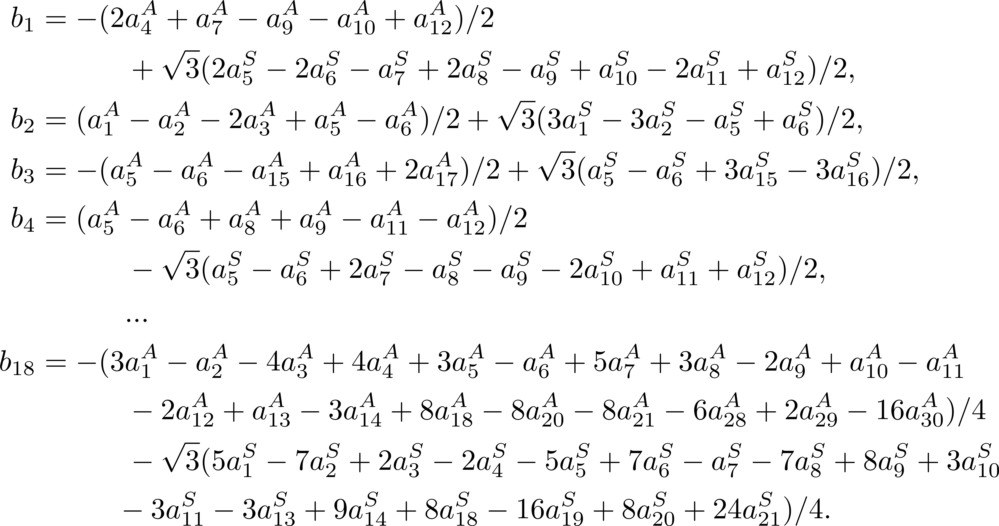 b_1 = −(2a_4^A + a_7^A − a_9^A − a_{10}^A + a_{12}^A)/2
+ √3(2a_5^S − 2a_6^S − a_7^S + 2a_8^S − a_9^S + a_{10}^S − 2a_{11}^S + a_{12}^S)/2,
b_2 = (a_1^A − a_2^A − 2a_3^A + a_5^A − a_6^A)/2 + √3(3a_1^S − 3a_2^S − a_5^S + a_6^S)/2,
b_3 = −(a_5^A − a_6^A − a_{15}^A + a_{16}^A + 2a_{17}^A)/2 + √3(a_5^S − a_6^S + 3a_{15}^S − 3a_{16}^S)/2,
b_4 = (a_5^A − a_6^A + a_8^A + a_9^A − a_{11}^A − a_{12}^A)/2
− √3(a_5^S − a_6^S + 2a_7^S − a_8^S − a_9^S − 2a_{10}^S + a_{11}^S + a_{12}^S)/2,
...
b_{18} = −(3a_1^A − a_2^A − 4a_3^A + 4a_4^A + 3a_5^A − a_6^A + 5a_7^A + 3a_8^A − 2a_9^A + a_{10}^A − a_{11}^A
− 2a_{12}^A + a_{13}^A − 3a_{14}^A + 8a_{18}^A − 8a_{20}^A − 8a_{21}^A − 6a_{28}^A + 2a_{29}^A − 16a_{30}^A)/4
− √3(5a_1^S − 7a_2^S + 2a_3^S − 2a_4^S − 5a_5^S + 7a_6^S − a_7^S − 7a_8^S + 8a_9^S + 3a_{10}^S
− 3a_{11}^S − 3a_{13}^S + 9a_{14}^S + 8a_{18}^S − 16a_{19}^S + 8a_{20}^S + 24a_{21}^S)/4.